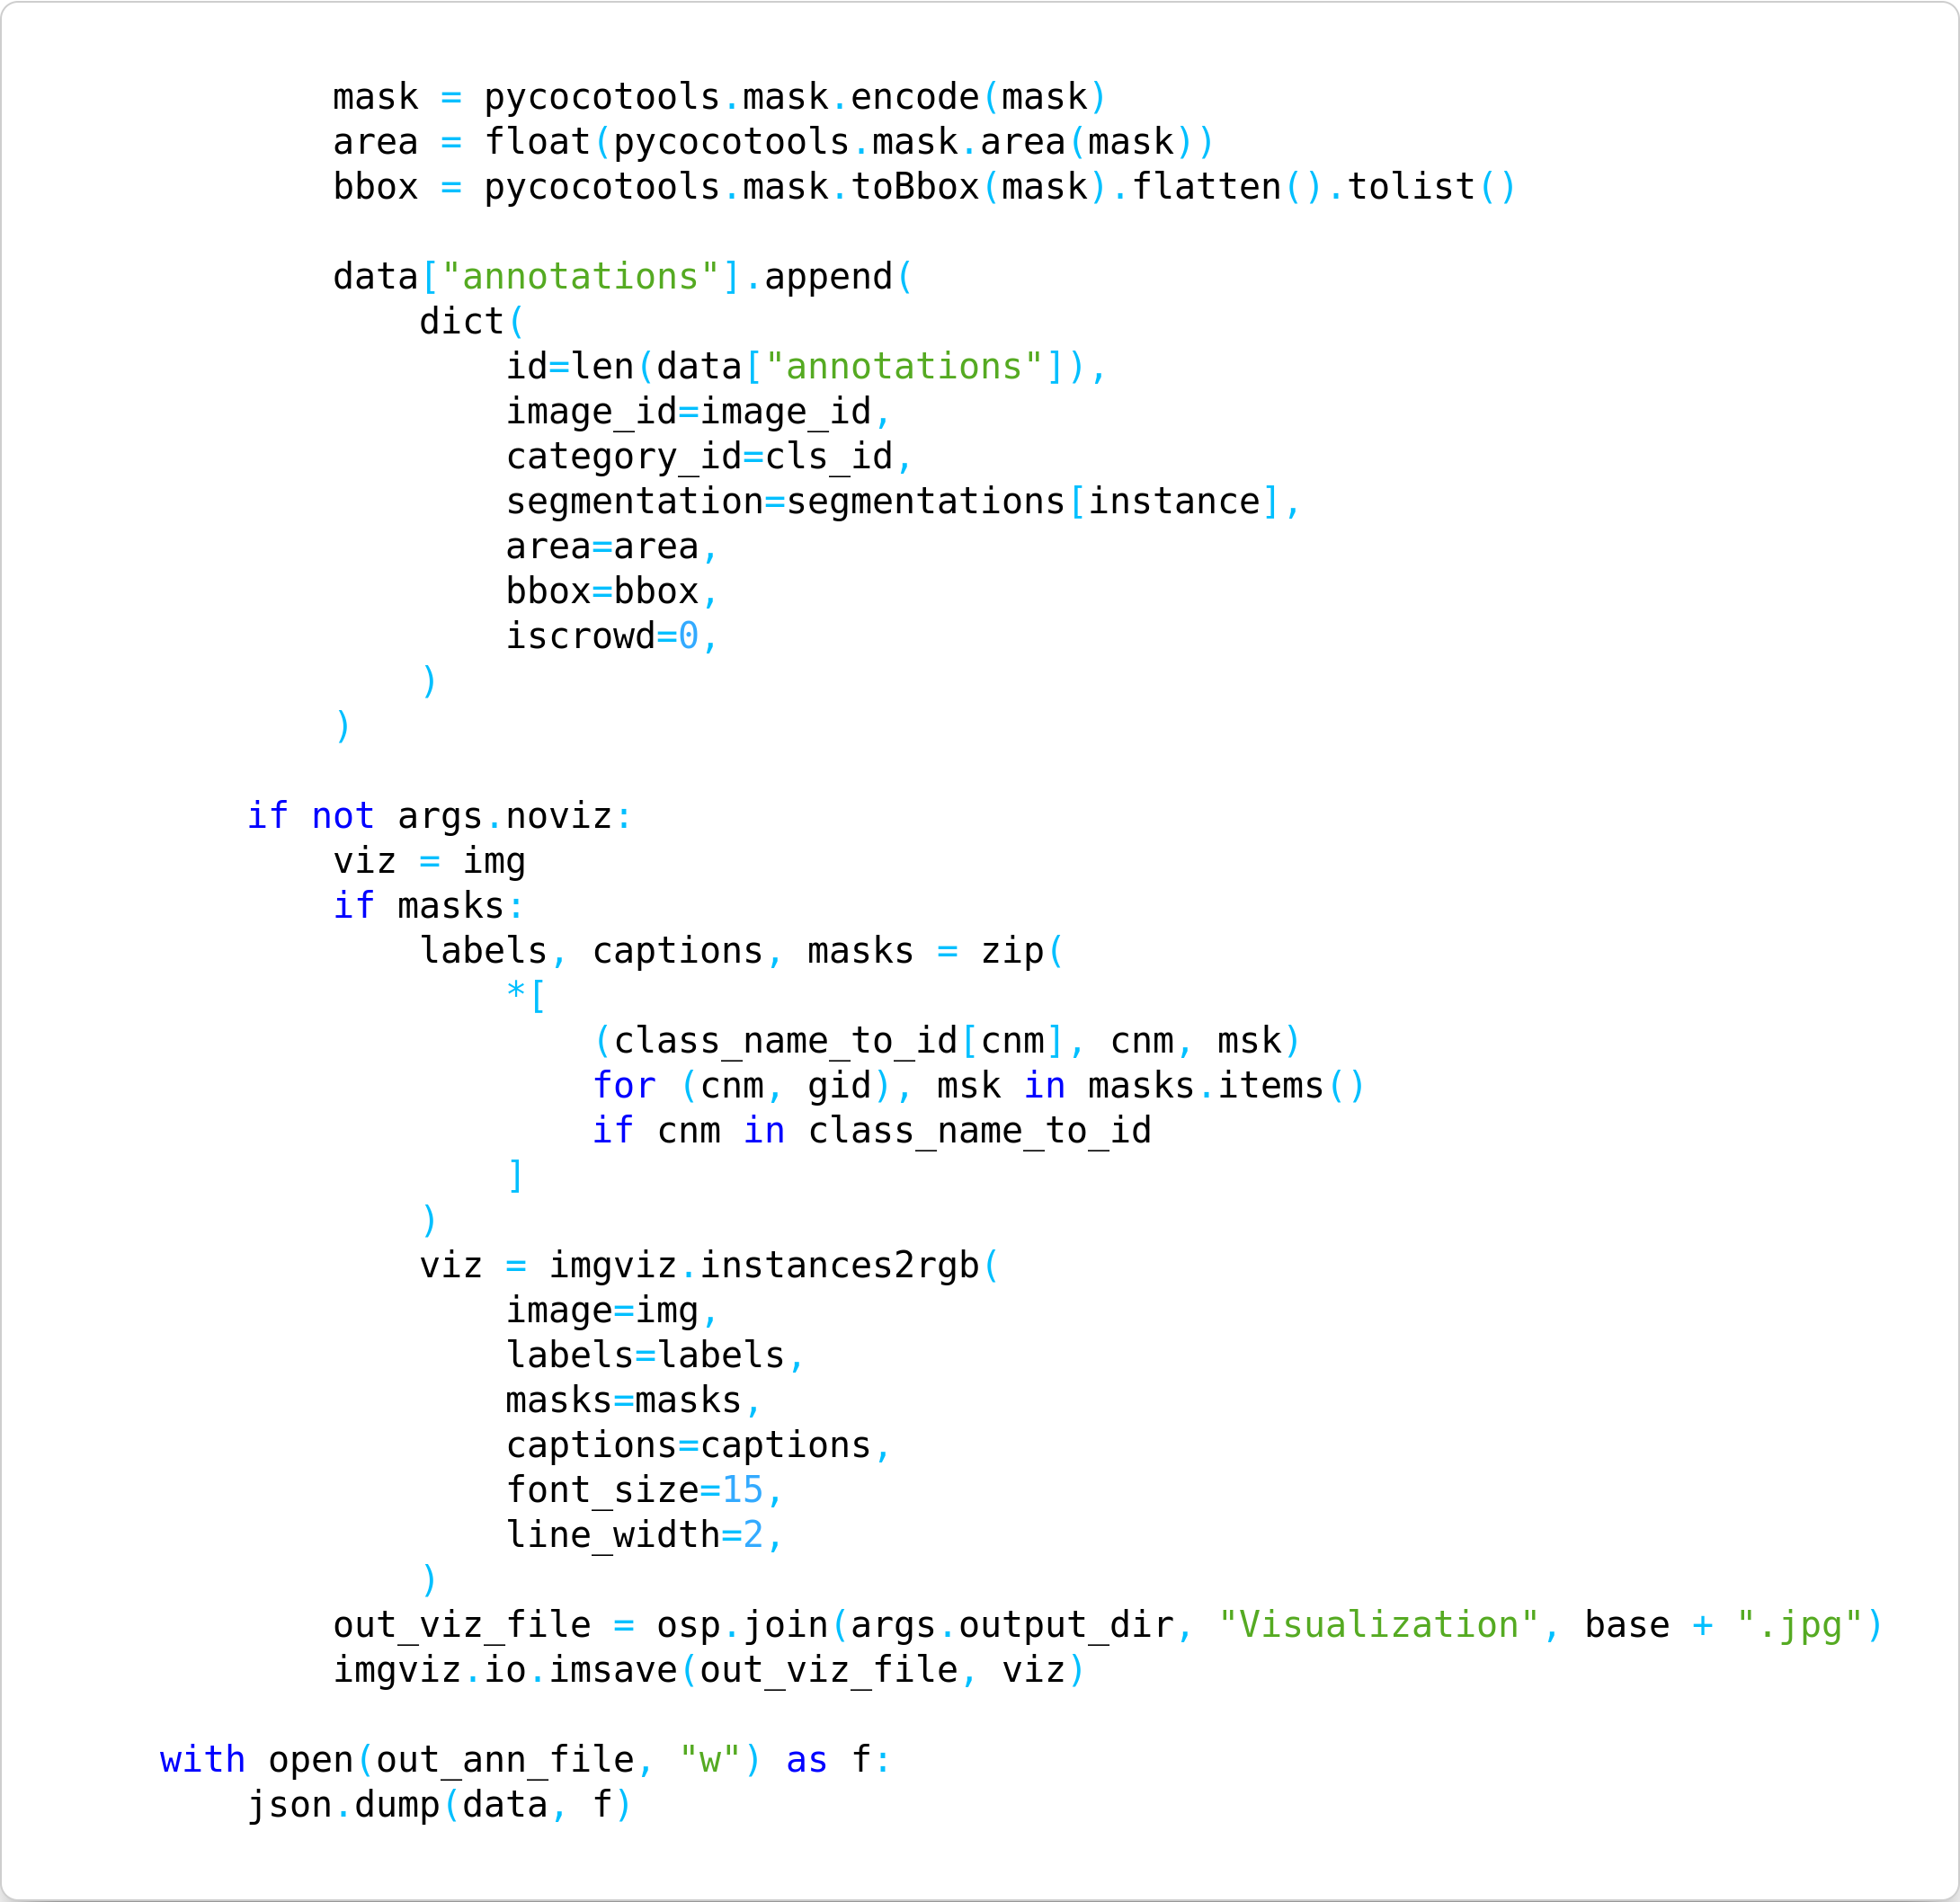 mask = pycocotools.mask.encode(mask)
        area = float(pycocotools.mask.area(mask))
        bbox = pycocotools.mask.toBbox(mask).flatten().tolist()

        data["annotations"].append(
            dict(
                id=len(data["annotations"]),
                image_id=image_id,
                category_id=cls_id,
                segmentation=segmentations[instance],
                area=area,
                bbox=bbox,
                iscrowd=0,
            )
        )

    if not args.noviz:
        viz = img
        if masks:
            labels, captions, masks = zip(
                *[
                    (class_name_to_id[cnm], cnm, msk)
                    for (cnm, gid), msk in masks.items()
                    if cnm in class_name_to_id
                ]
            )
            viz = imgviz.instances2rgb(
                image=img,
                labels=labels,
                masks=masks,
                captions=captions,
                font_size=15,
                line_width=2,
            )
        out_viz_file = osp.join(args.output_dir, "Visualization", base + ".jpg")
        imgviz.io.imsave(out_viz_file, viz)

with open(out_ann_file, "w") as f:
    json.dump(data, f)